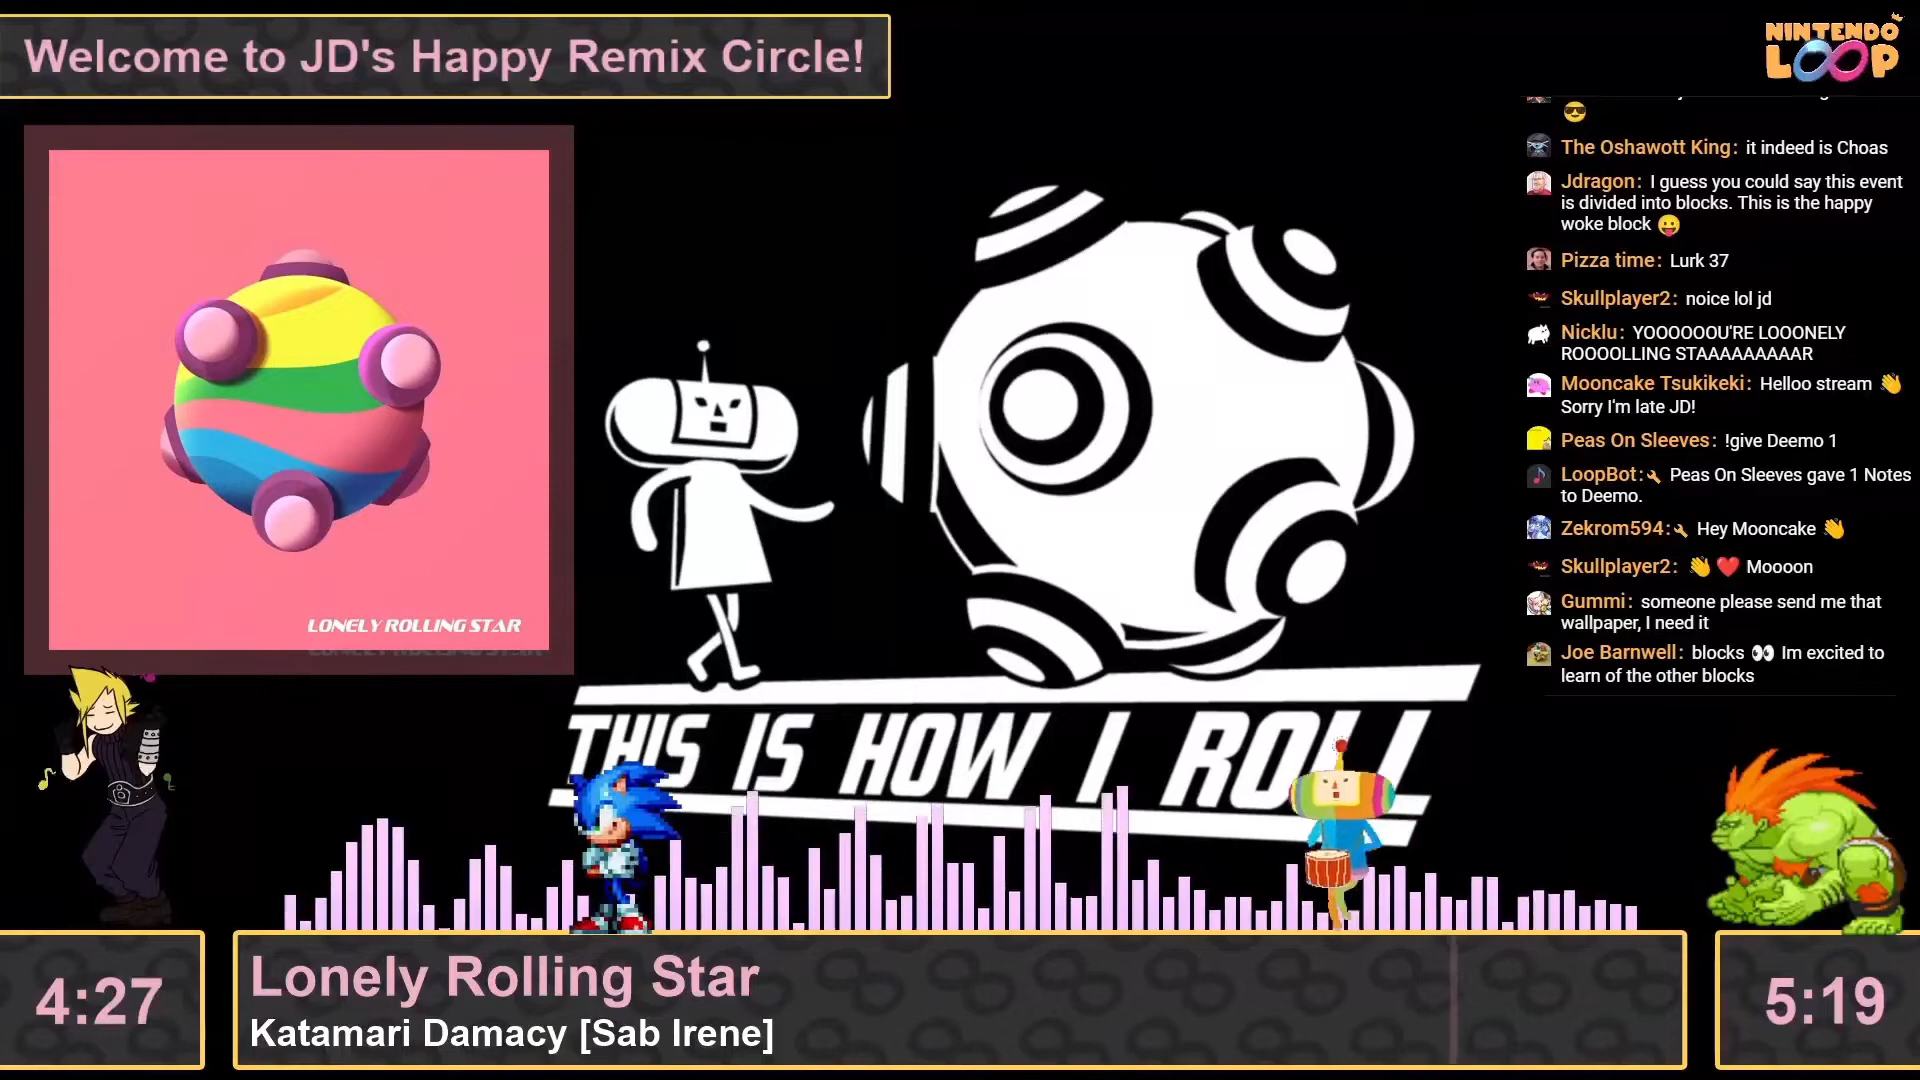 Welcome to JD's Happy Remix Circle!
NINTENDO
LOOP
LONELY ROLLING STAR
THIS IS HOW I ROLL
The Oshawott King: it indeed is Choas
Jdragon: I guess you could say this event
is divided into blocks. This is the happy
woke block 😛
Pizza time: Lurk 37
Skullplayer2: noice lol jd
Nicklu: YOOOOOOU'RE LOOONELY
ROOOOLLING STAAAAAAAAAR
Mooncake Tsukikeki: Helloo stream 👋
Sorry I'm late JD!
Peas On Sleeves: !give Deemo 1
LoopBot: Peas On Sleeves gave 1 Notes
to Deemo.
Zekrom594: Hey Mooncake 👋
Skullplayer2: 👋 ❤️ Moooon
Gummi: someone please send me that
wallpaper, I need it
Joe Barnwell: blocks 👀 Im excited to
learn of the other blocks
4:27
Lonely Rolling Star
Katamari Damacy [Sab Irene]
5:19